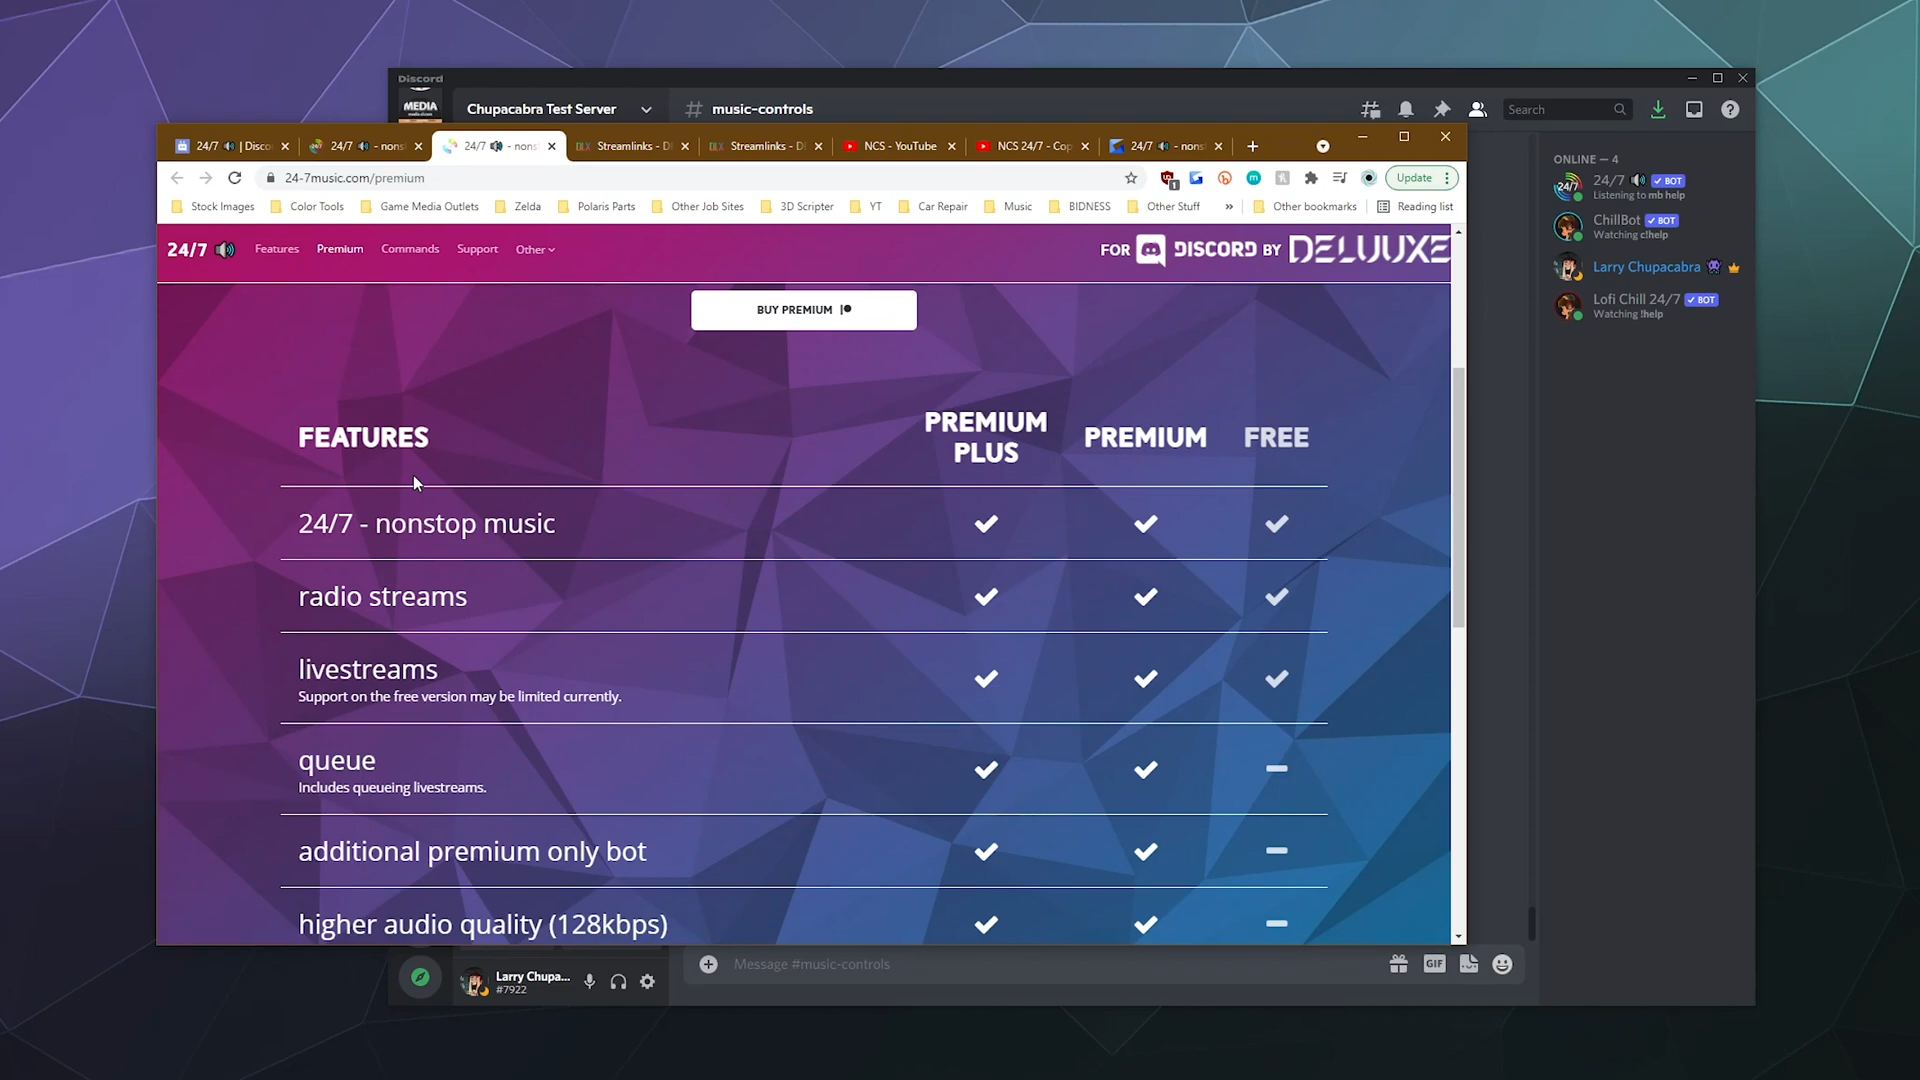 Discord
MEDIA
Chupacabra Test Server
music-controls
Search
24/7 | Disco
24/7 - nons
24/7 - nons
Streamlinks - D
Streamlinks - D
NCS - YouTube
NCS 24/7 - Cop
24/7 - nons
24-7music.com/premium
Update
Stock Images
Color Tools
Game Media Outlets
Zelda
Polaris Parts
Other Job Sites
3D Scripter
YT
Car Repair
Music
BIDNESS
Other Stuff
»
Other bookmarks
Reading list
24/7
Features
Premium
Commands
Support
Other
FOR DISCORD BY DELUUXE
BUY PREMIUM
FEATURES
PREMIUM
PLUS
PREMIUM
FREE
24/7 - nonstop music
radio streams
livestreams
Support on the free version may be limited currently.
queue
Includes queueing livestreams.
additional premium only bot
higher audio quality (128kbps)
ONLINE — 4
24/7 BOT
Listening to mb help
ChillBot BOT
Watching c!help
Larry Chupacabra
Lofi Chill 24/7 BOT
Watching !help
Larry Chupa...
#7922
Message #music-controls
GIF